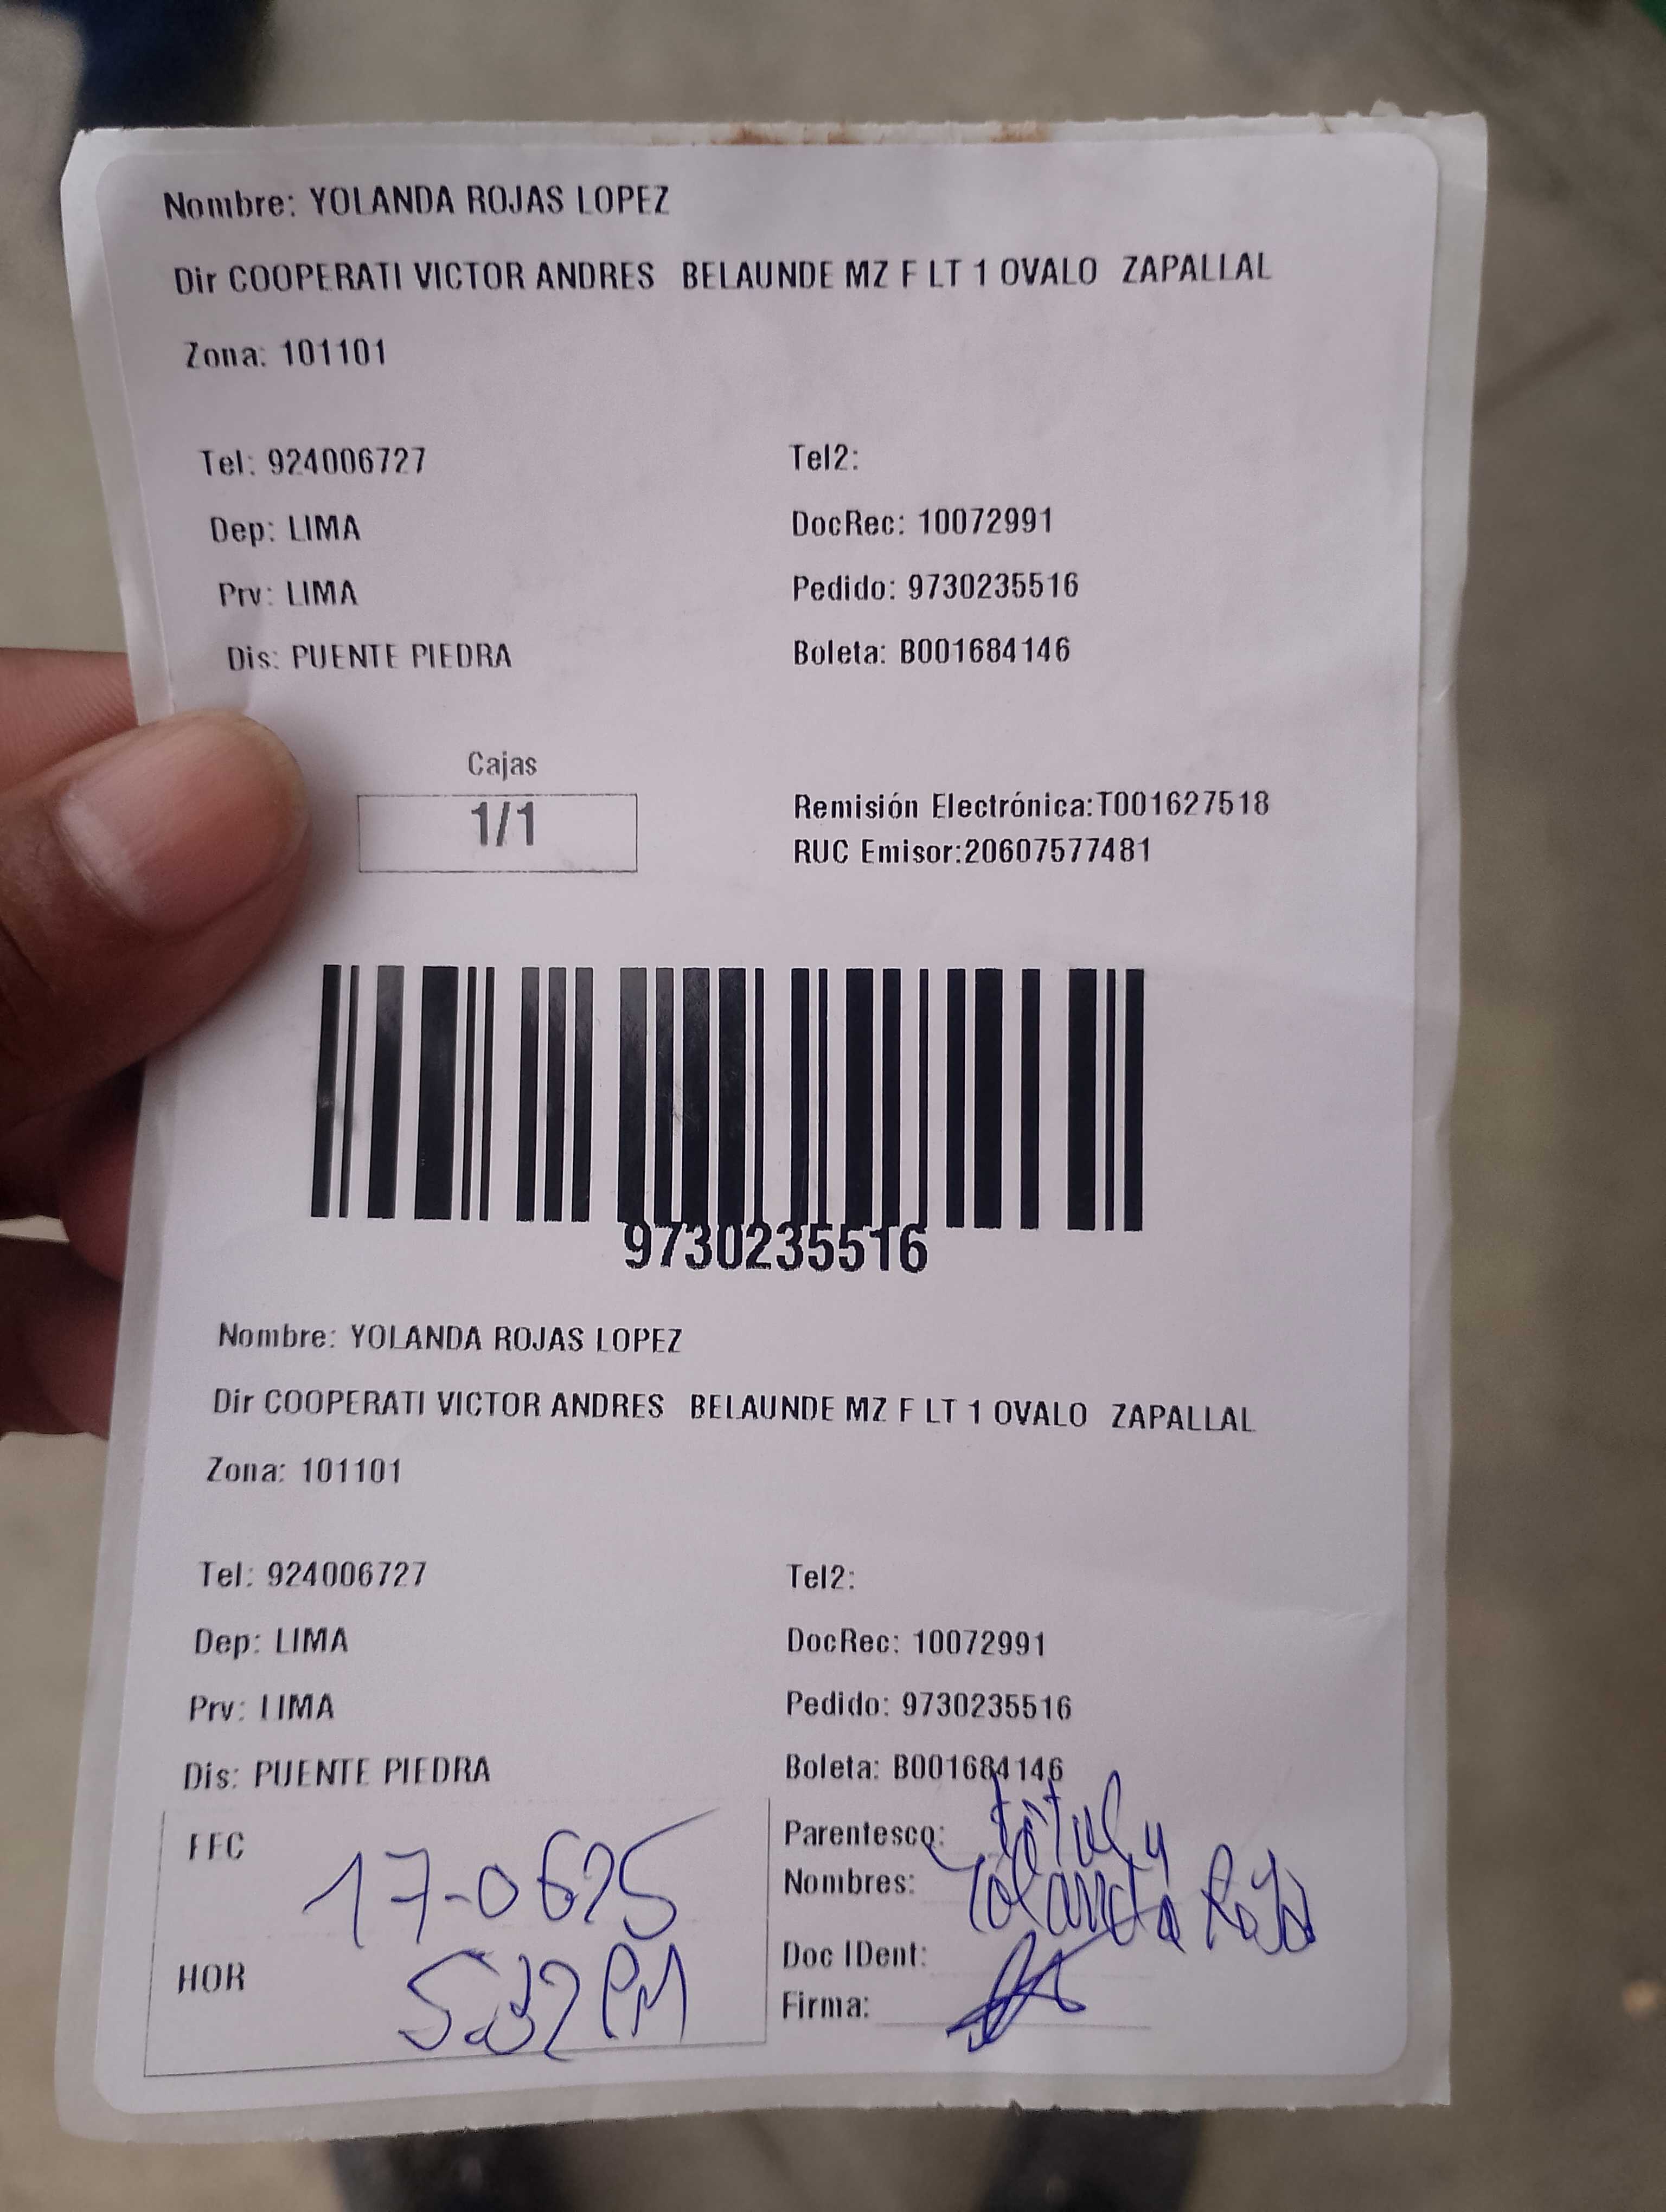 Nombre: YOLANDA ROJAS LOPEZ
Dir COOPERATI VICTOR ANDRES BELAUNDE MZ F LT 1 OVALO ZAPALLAL
Zona: 101101
Tel: 924006727 Tel2:
Dep: LIMA DocRec: 10072991
Prv: LIMA Pedido: 9730235516
Dis: PUENTE PIEDRA Boleta: B001684146
Cajas
1/1
Remisión Electrónica:T001627518
RUC Emisor:20607577481
9730235516
Nombre: YOLANDA ROJAS LOPEZ
Dir COOPERATI VICTOR ANDRES BELAUNDE MZ F LT 1 OVALO ZAPALLAL
Zona: 101101
Tel: 924006727 Tel2:
Dep: LIMA DocRec: 10072991
Prv: LIMA Pedido: 9730235516
Dis: PUENTE PIEDRA Boleta: B001684146
FFC 17-0625
HOR 5:32 PM
Parentesco:
Nombres: Yolanda Rojas
Doc IDent:
Firma: